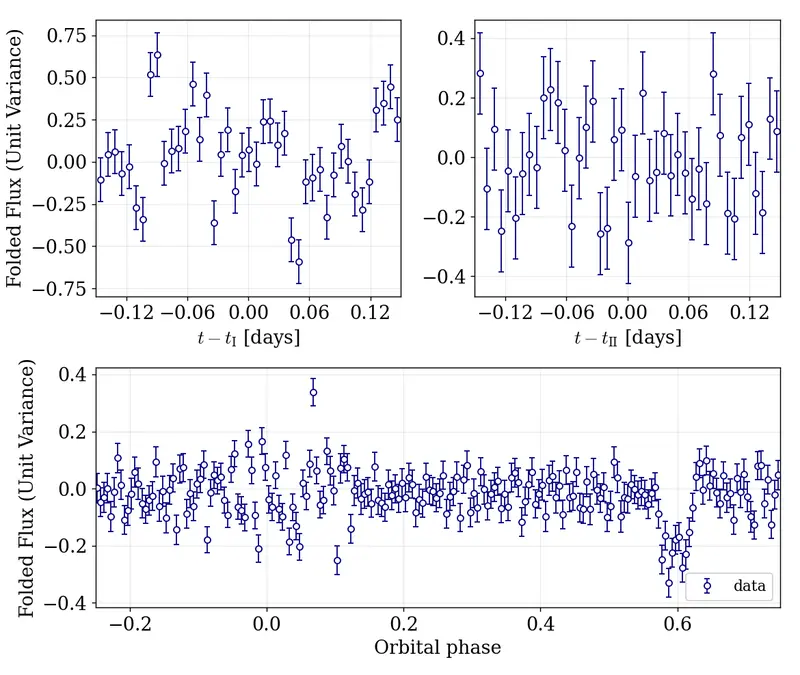 Folded Flux (Unit Variance)
0.75
0.50
0.25
0.00
−0.25
−0.50
−0.75
−0.12 −0.06 0.00 0.06 0.12
t − tI [days]
0.4
0.2
0.0
−0.2
−0.4
−0.12 −0.06 0.00 0.06 0.12
t − tII [days]
Folded Flux (Unit Variance)
0.4
0.2
0.0
−0.2
−0.4
data
−0.2 0.0 0.2 0.4 0.6
Orbital phase